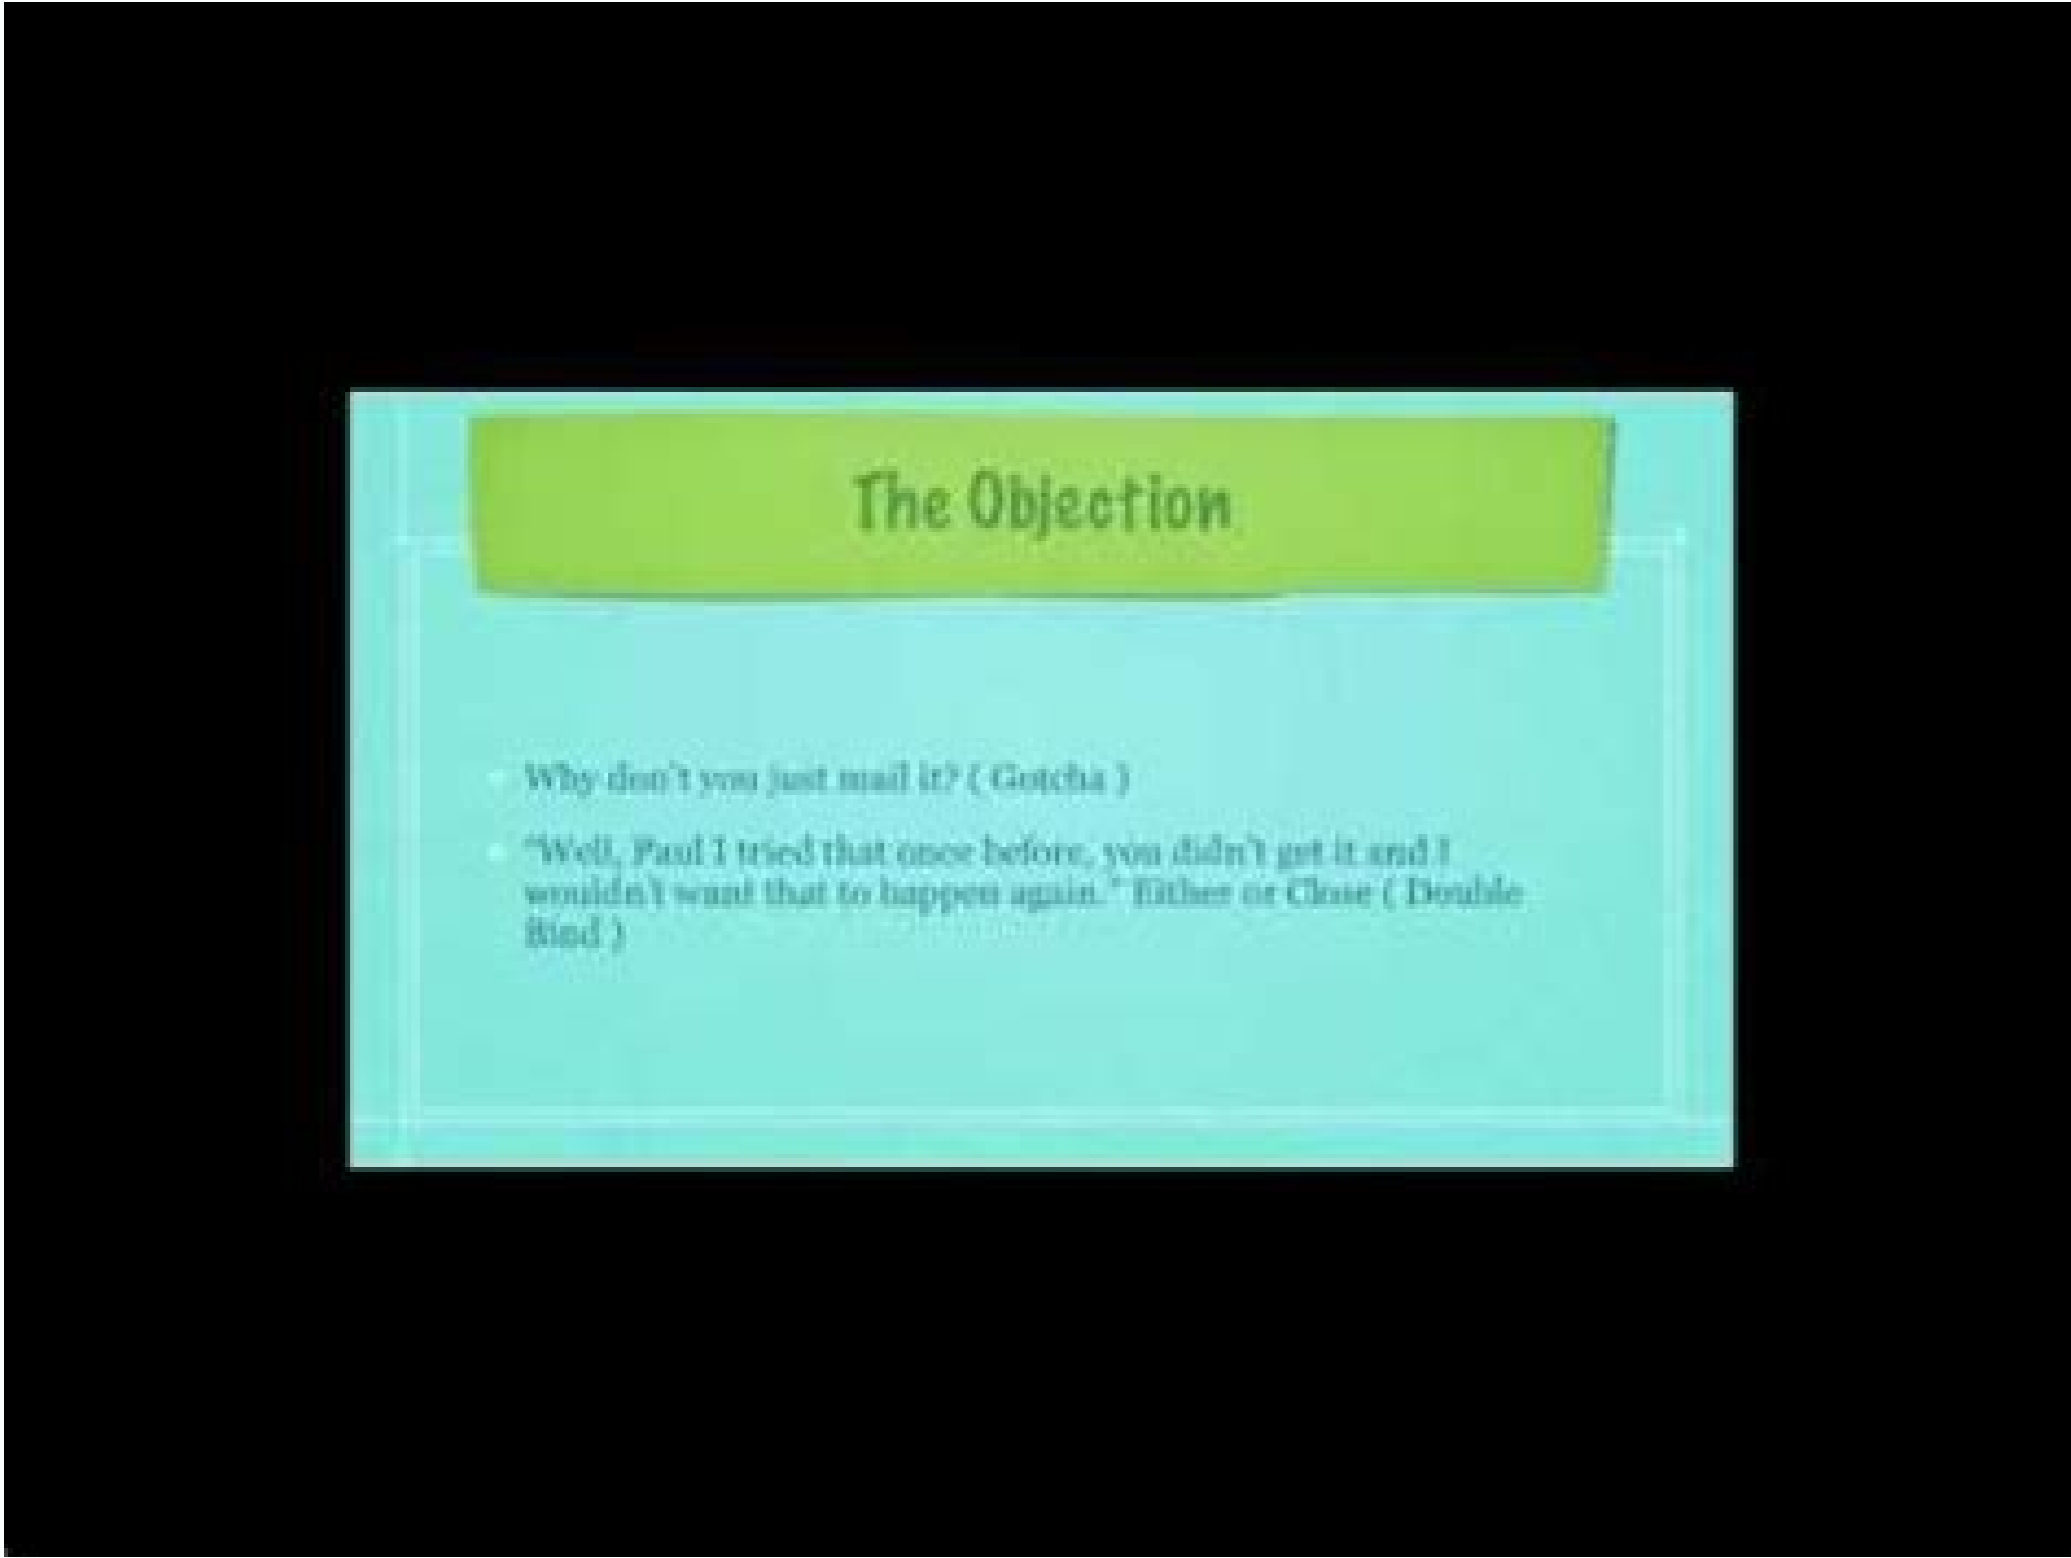 The Objection
Why don't you just mail it? ( Gotcha )
"Well, Paul I tried that once before, you didn't get it and I
wouldn't want that to happen again." Either or Close ( Double
Bind )